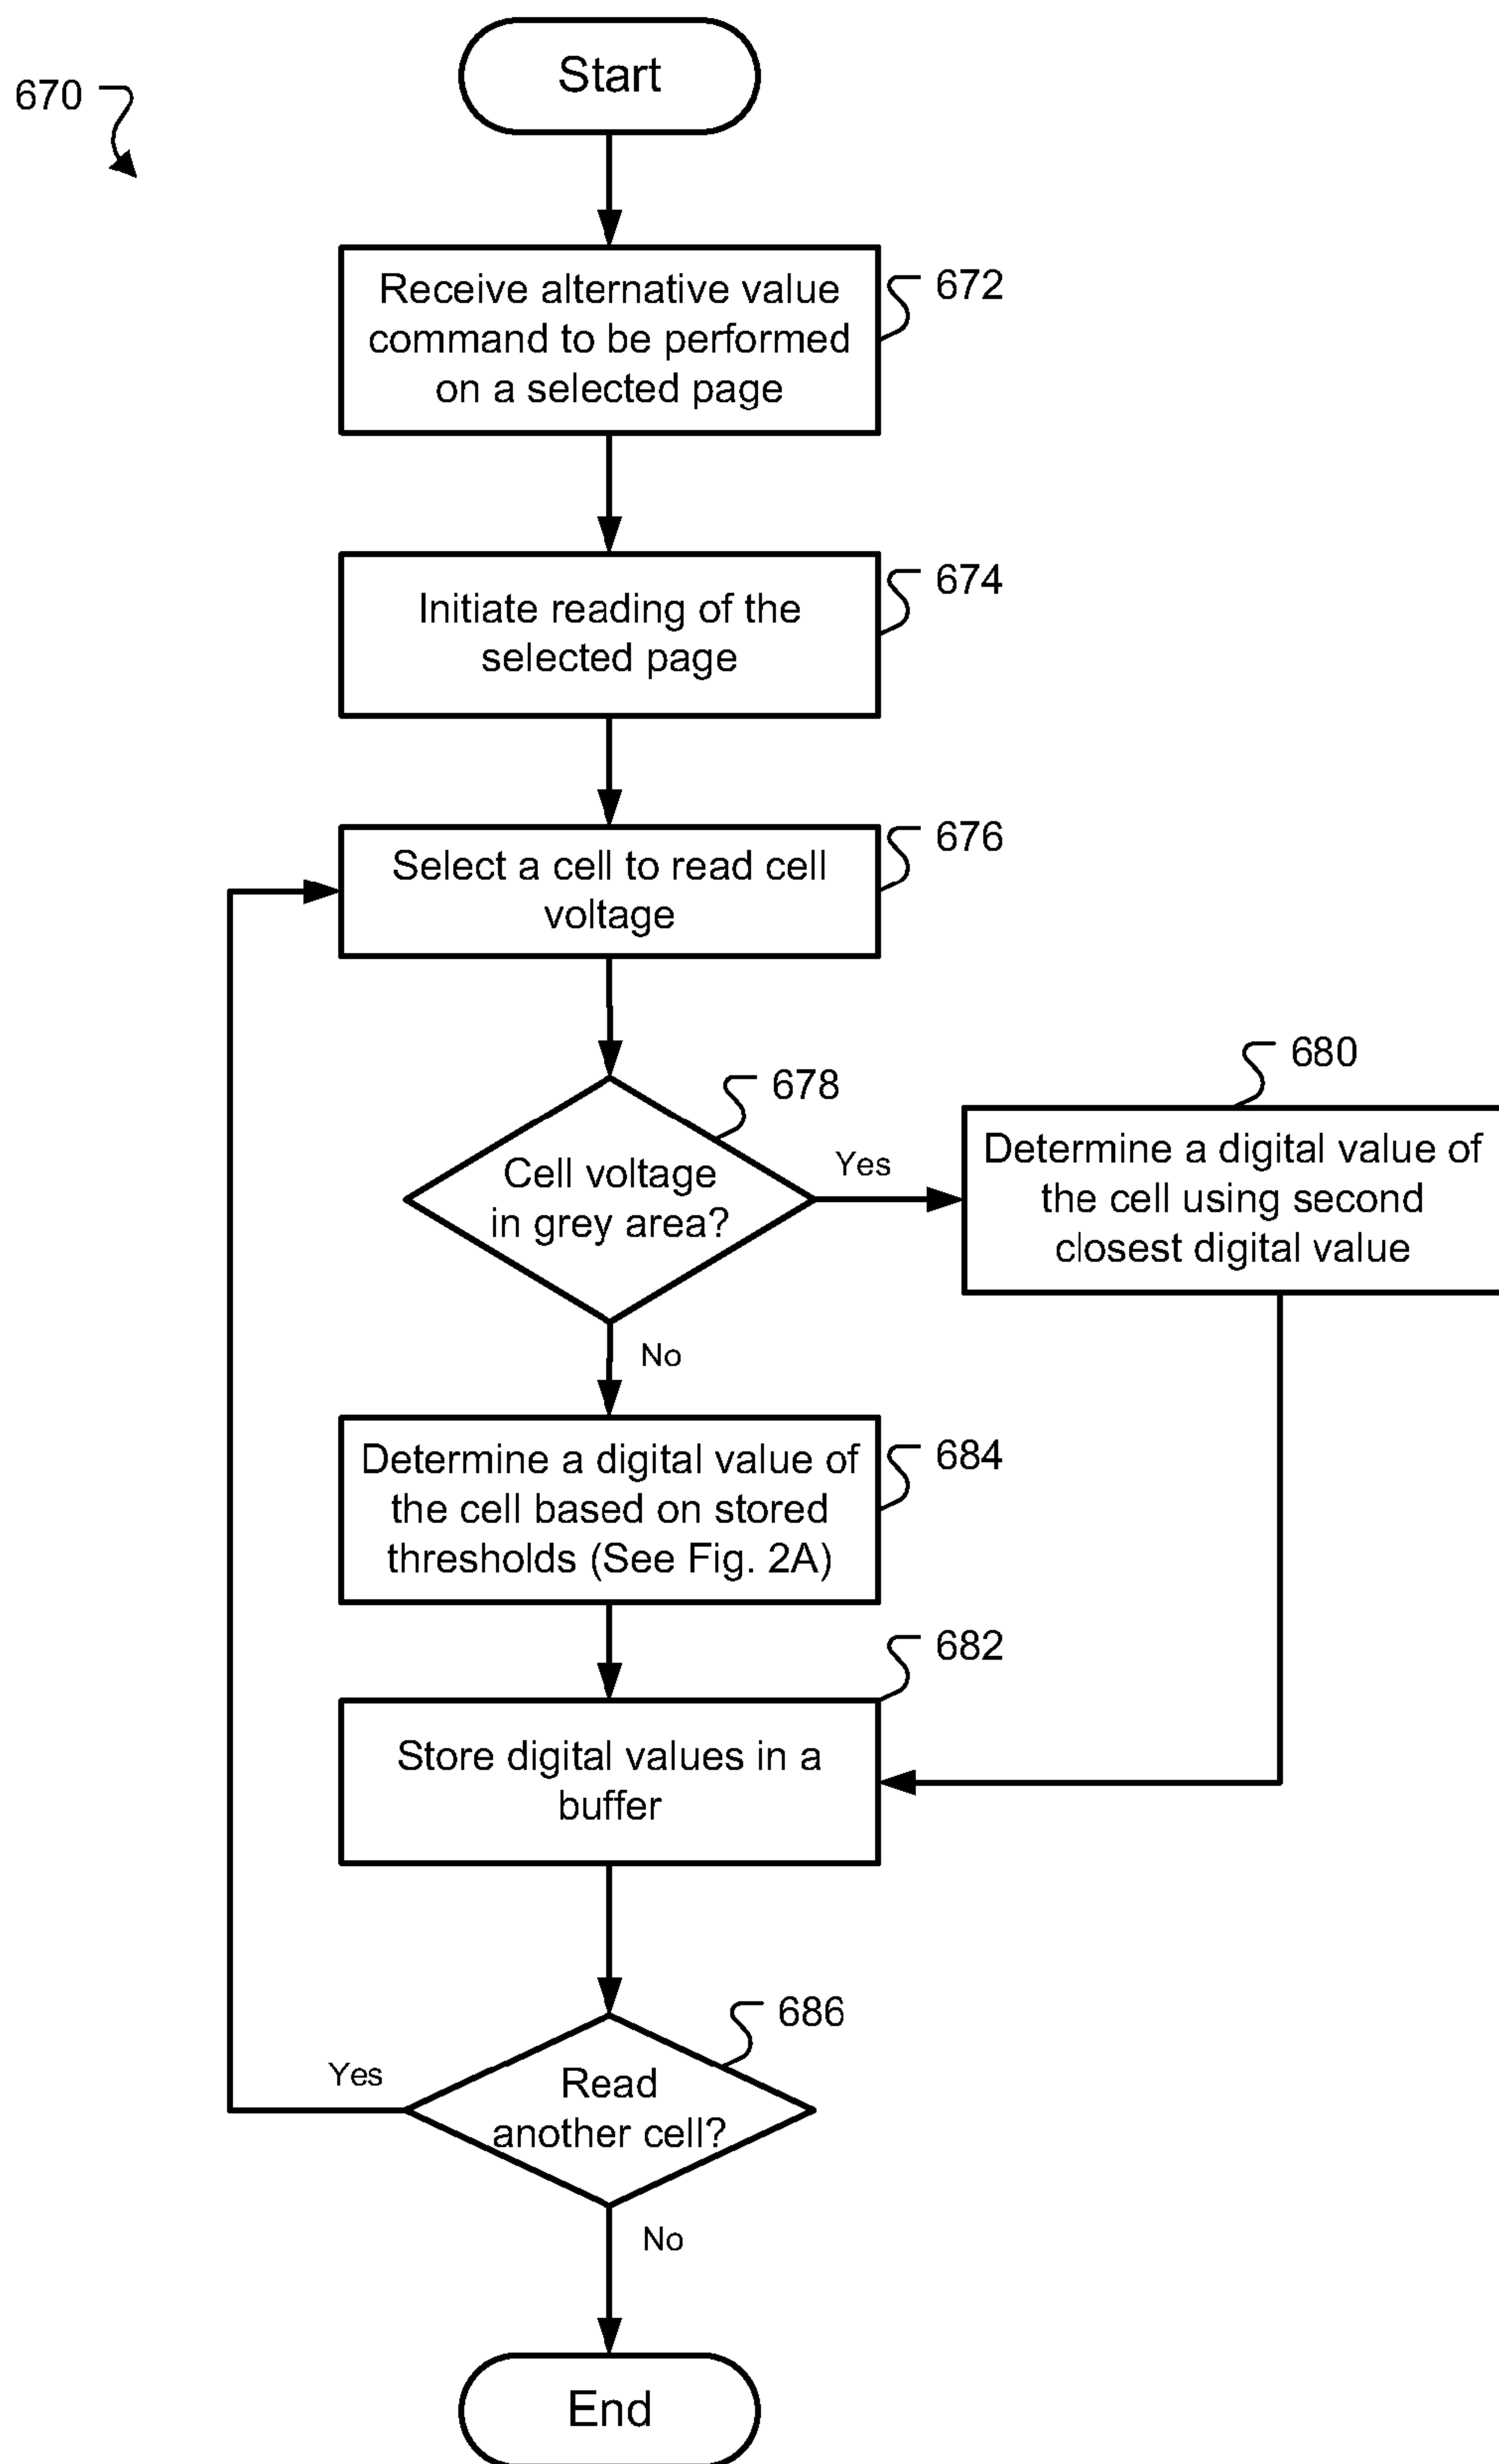 Start
670
Receive alternative value
command to be performed
on a selected page
672
Initiate reading of the
selected page
674
Select a cell to read cell
voltage
676
Cell voltage
in grey area?
678
Yes
680
Determine a digital value of
the cell using second
closest digital value
No
Determine a digital value of
the cell based on stored
thresholds (See Fig. 2A)
684
682
Store digital values in a
buffer
686
Read
another cell?
Yes
No
End